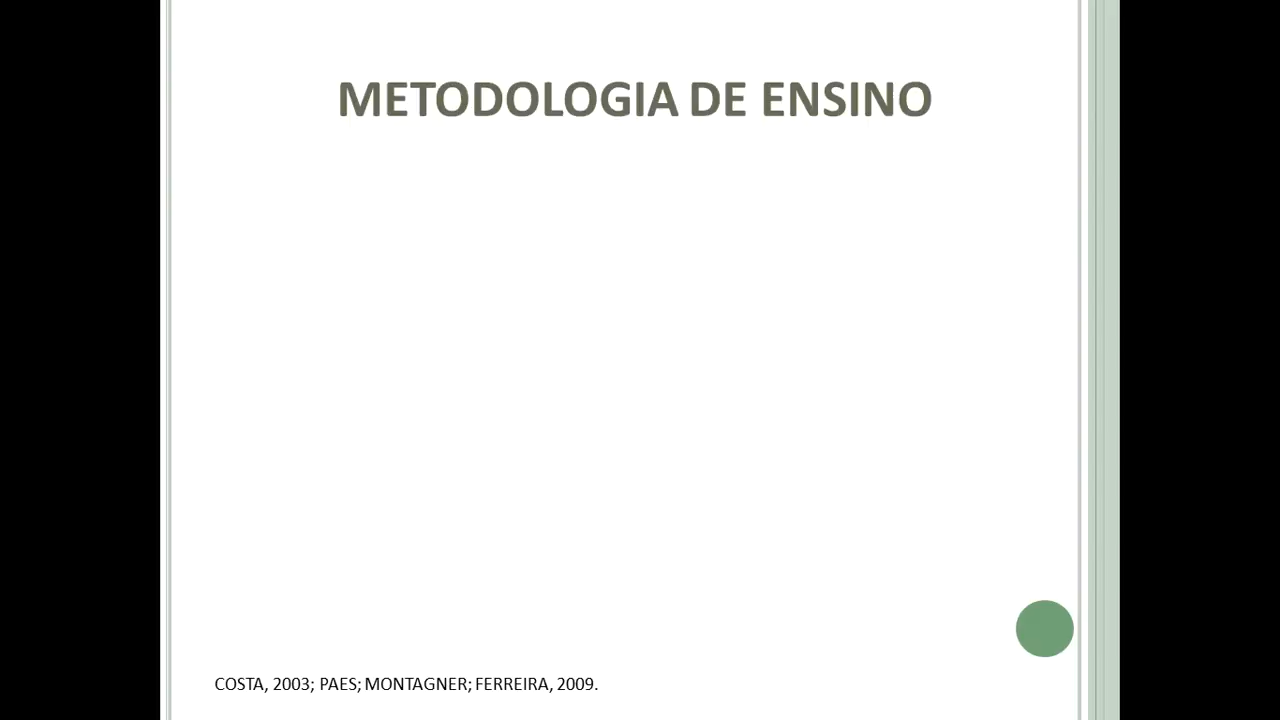 METODOLOGIA DE ENSINO
COSTA, 2003; PAES; MONTAGNER; FERREIRA, 2009.